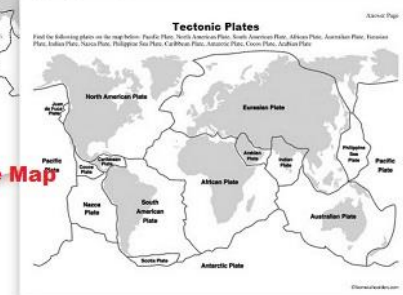 Answer Page
Tectonic Plates
Find the following plates on the map below: Pacific Plate, North American Plate, South American Plate, African Plate, Australian Plate, Eurasian
Plate, Indian Plate, Nazca Plate, Philippine Sea Plate, Caribbean Plate, Antarctic Plate, Cocos Plate, Arabian Plate
North American Plate
Eurasian Plate
Juan
de Fuca
Plate
Pacific
Plate
Caribbean
Plate
Cocos
Plate
Arabian
Plate
Indian
Plate
Philippine
Sea
Plate
Pacific
Plate
e Map
African Plate
Nazca
Plate
South
American
Plate
Australian Plate
Scotia Plate
Antarctic Plate